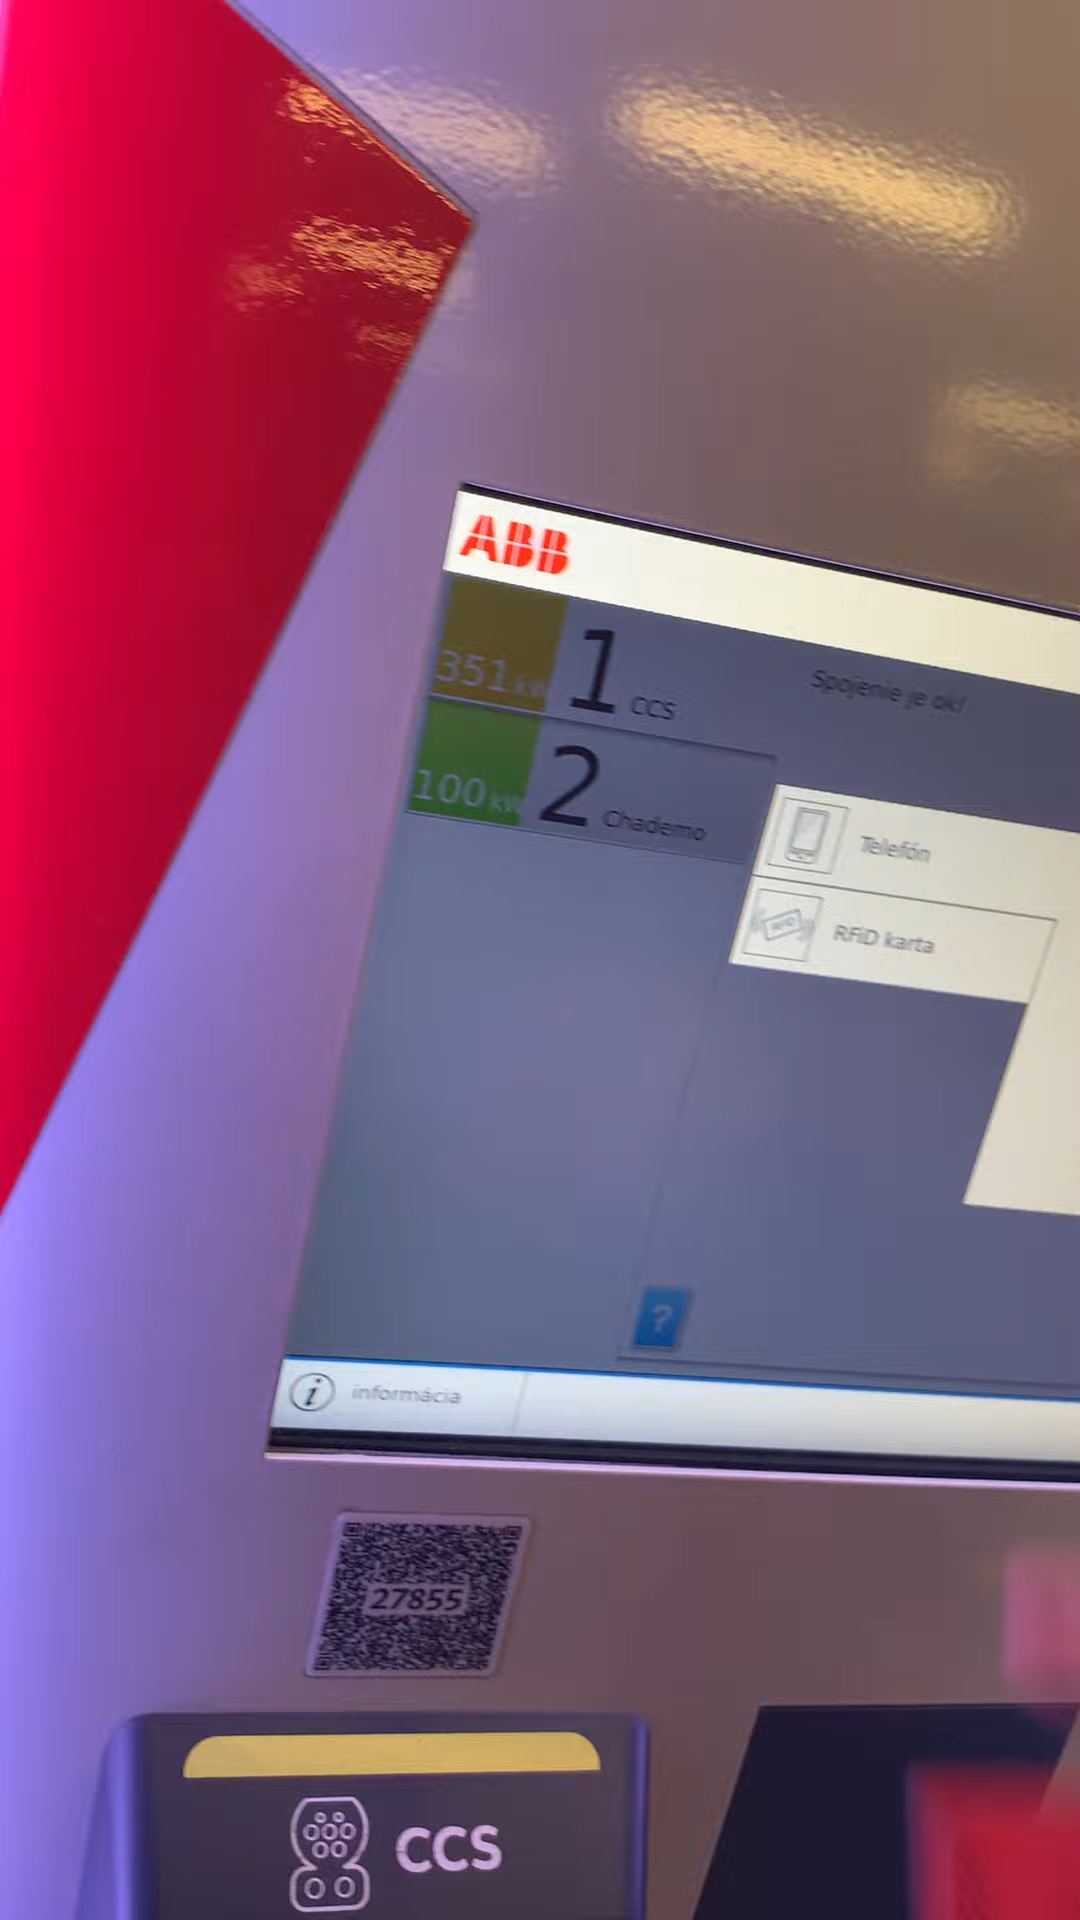 ABB
351 kW
1 CCS
Spojenie je ok!
100 kW
2 Chademo
Telefón
RFID karta
?
i informácia
27855
CCS